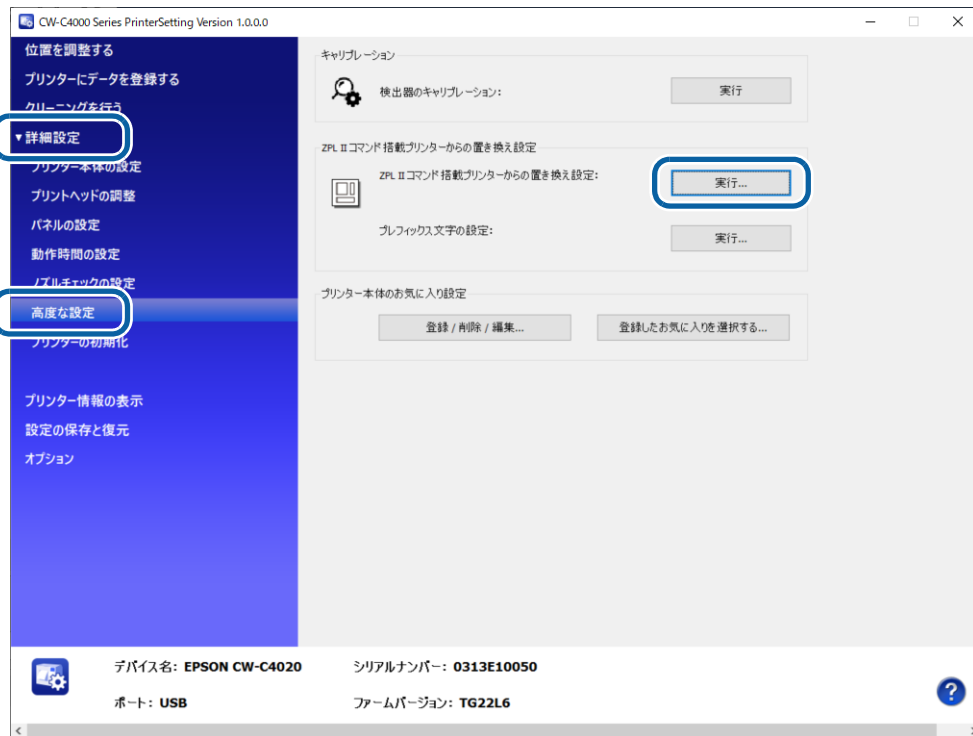 CW-C4000 Series PrinterSetting Version 1.0.0.0
位置を調整する
プリンターにデータを登録する
クリーニングを行う
▼詳細設定
プリンター本体の設定
プリントヘッドの調整
パネルの設定
動作時間の設定
ノズルチェックの設定
高度な設定
プリンターの初期化
プリンター情報の表示
設定の保存と復元
オプション
キャリブレーション
検出器のキャリブレーション:
実行
ZPL IIコマンド搭載プリンターからの置き換え設定
ZPL IIコマンド搭載プリンターからの置き換え設定:
実行...
プレフィックス文字の設定:
実行...
プリンター本体のお気に入り設定
登録 / 削除 / 編集...
登録したお気に入りを選択する...
デバイス名: EPSON CW-C4020
シリアルナンバー: 0313E10050
ポート: USB
ファームバージョン: TG22L6
?